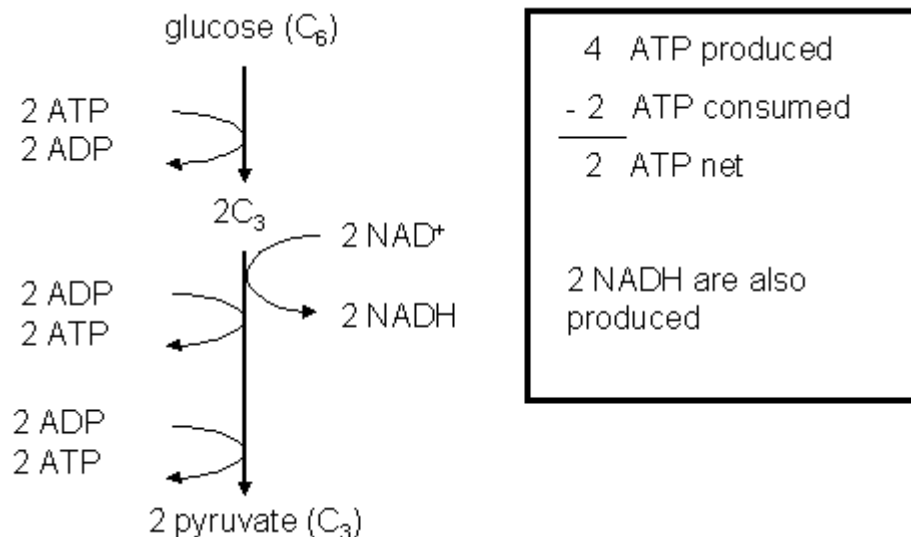 glucose (C₆)
2 ATP
2 ADP
2C₃
2 NAD⁺
2 ADP
2 ATP
2 NADH
2 ADP
2 ATP
2 pyruvate (C₃)
4 ATP produced
- 2 ATP consumed
2 ATP net
2 NADH are also
produced